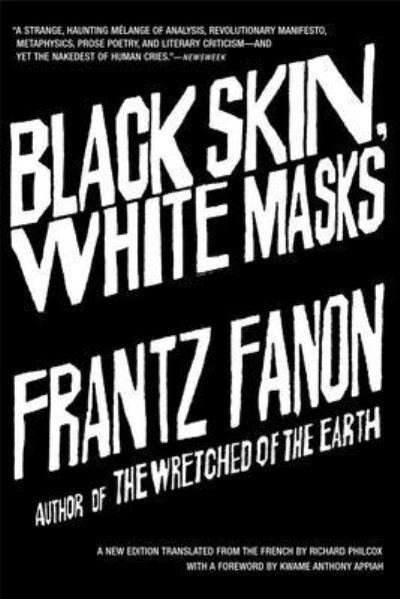 "A STRANGE, HAUNTING MÉLANGE OF ANALYSIS, REVOLUTIONARY MANIFESTO,
METAPHYSICS, PROSE POETRY, AND LITERARY CRITICISM—AND
YET THE NAKEDEST OF HUMAN CRIES."—NEWSWEEK
BLACK SKIN,
WHITE MASKS
FRANTZ FANON
AUTHOR OF THE WRETCHED OF THE EARTH
A NEW EDITION TRANSLATED FROM THE FRENCH BY RICHARD PHILCOX
WITH A FOREWORD BY KWAME ANTHONY APPIAH